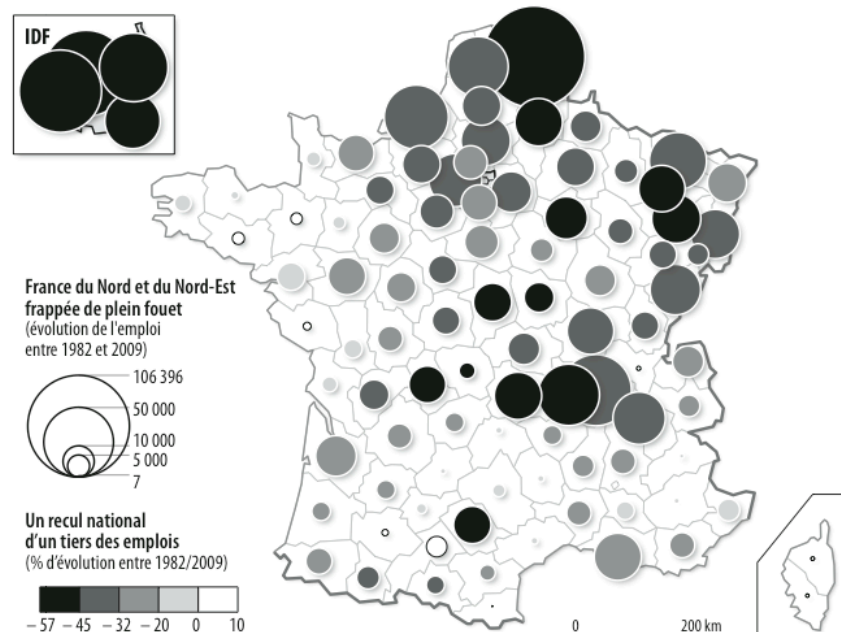 IDF
France du Nord et du Nord-Est
frappée de plein fouet
(évolution de l'emploi
entre 1982 et 2009)
106 396
50 000
10 000
5 000
7
Un recul national
d'un tiers des emplois
(% d'évolution entre 1982/2009)
– 57 – 45 – 32 – 20 0 10
0 200 km